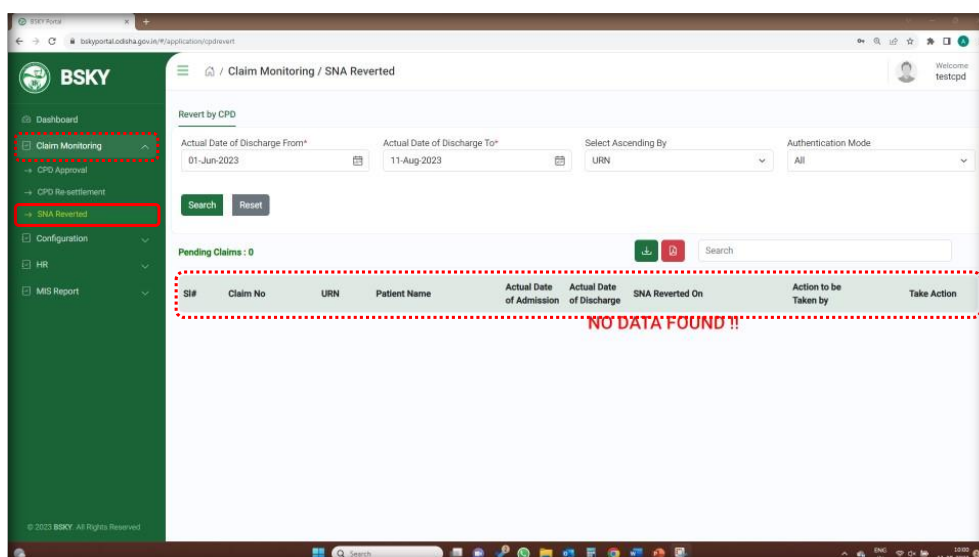 BSKY Portal
bskyportal.odisha.gov.in/#/application/cpdrevert
BSKY
/ Claim Monitoring / SNA Reverted
Welcome
testcpd
Dashboard
Claim Monitoring
CPD Approval
CPD Re-settlement
SNA Reverted
Configuration
HR
MIS Report
Revert by CPD
Actual Date of Discharge From*
Actual Date of Discharge To*
Select Ascending By
Authentication Mode
01-Jun-2023
11-Aug-2023
URN
All
Search
Reset
Pending Claims : 0
Search
Sl#
Claim No
URN
Patient Name
Actual Date
of Admission
Actual Date
of Discharge
SNA Reverted On
Action to be
Taken by
Take Action
NO DATA FOUND !!
© 2023 BSKY. All Rights Reserved
Search
ENG
10:00